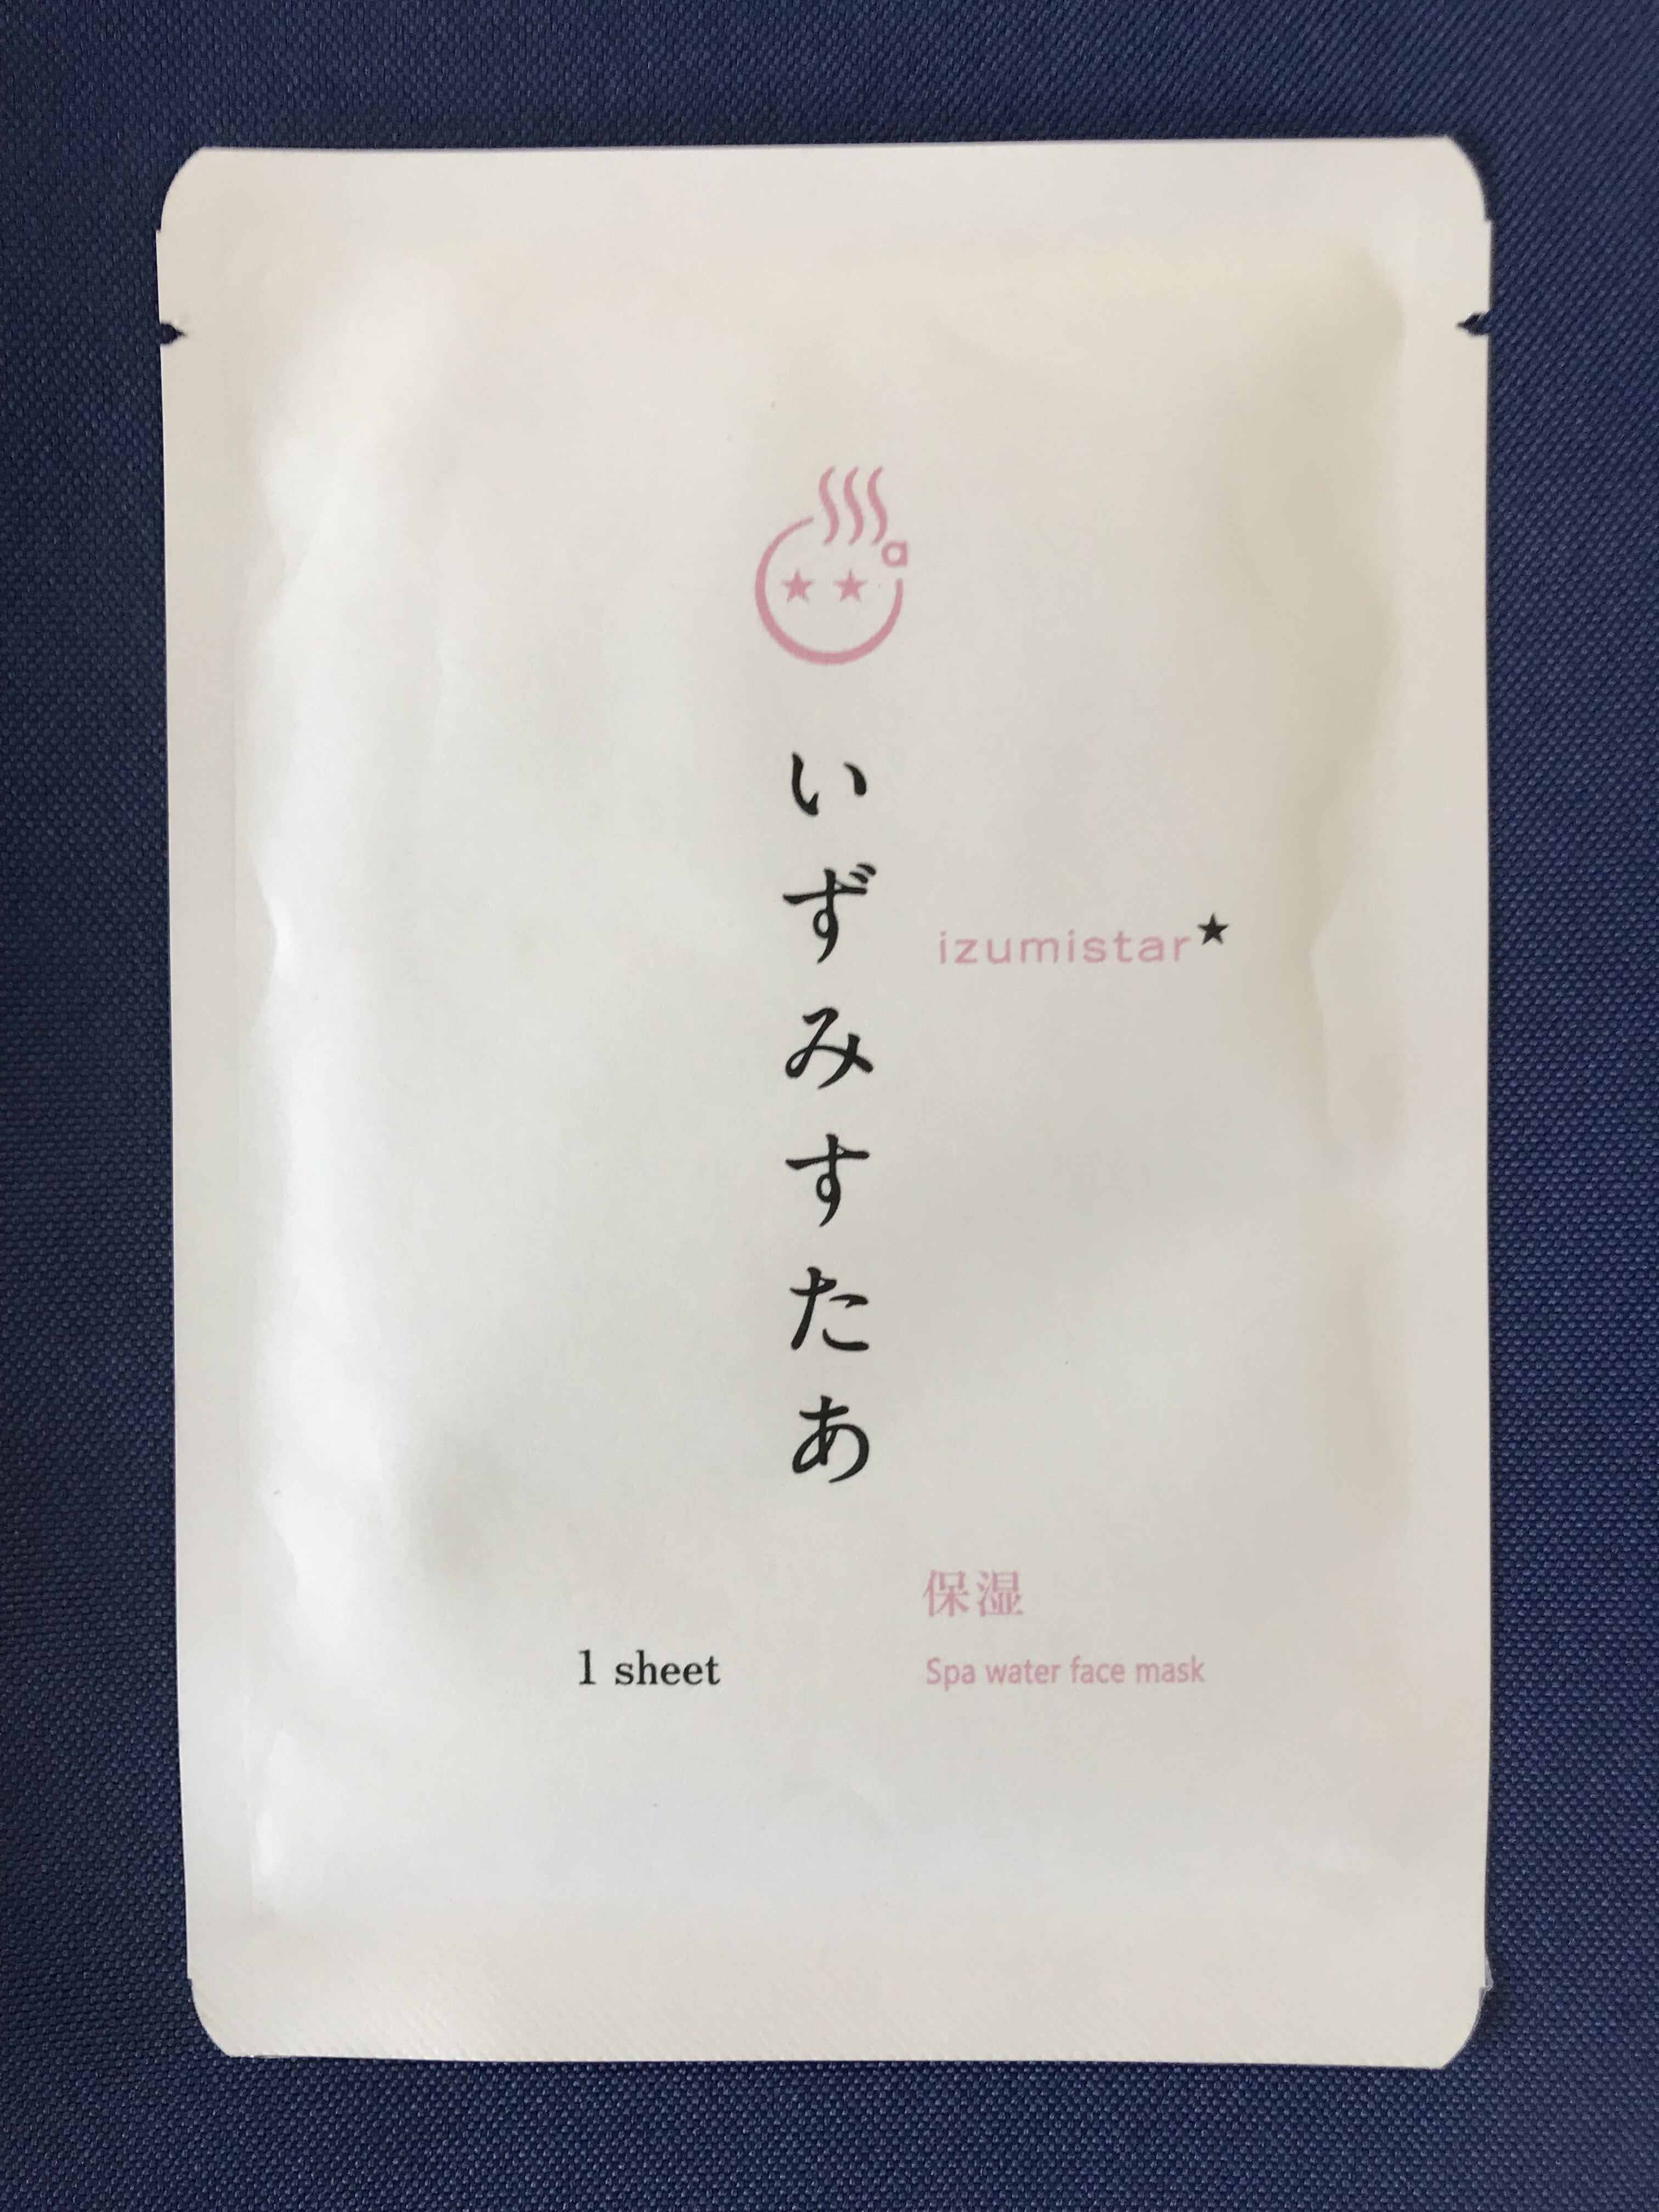 a
いずみすたあ
izumistar★
保湿
1 sheet
Spa water face mask